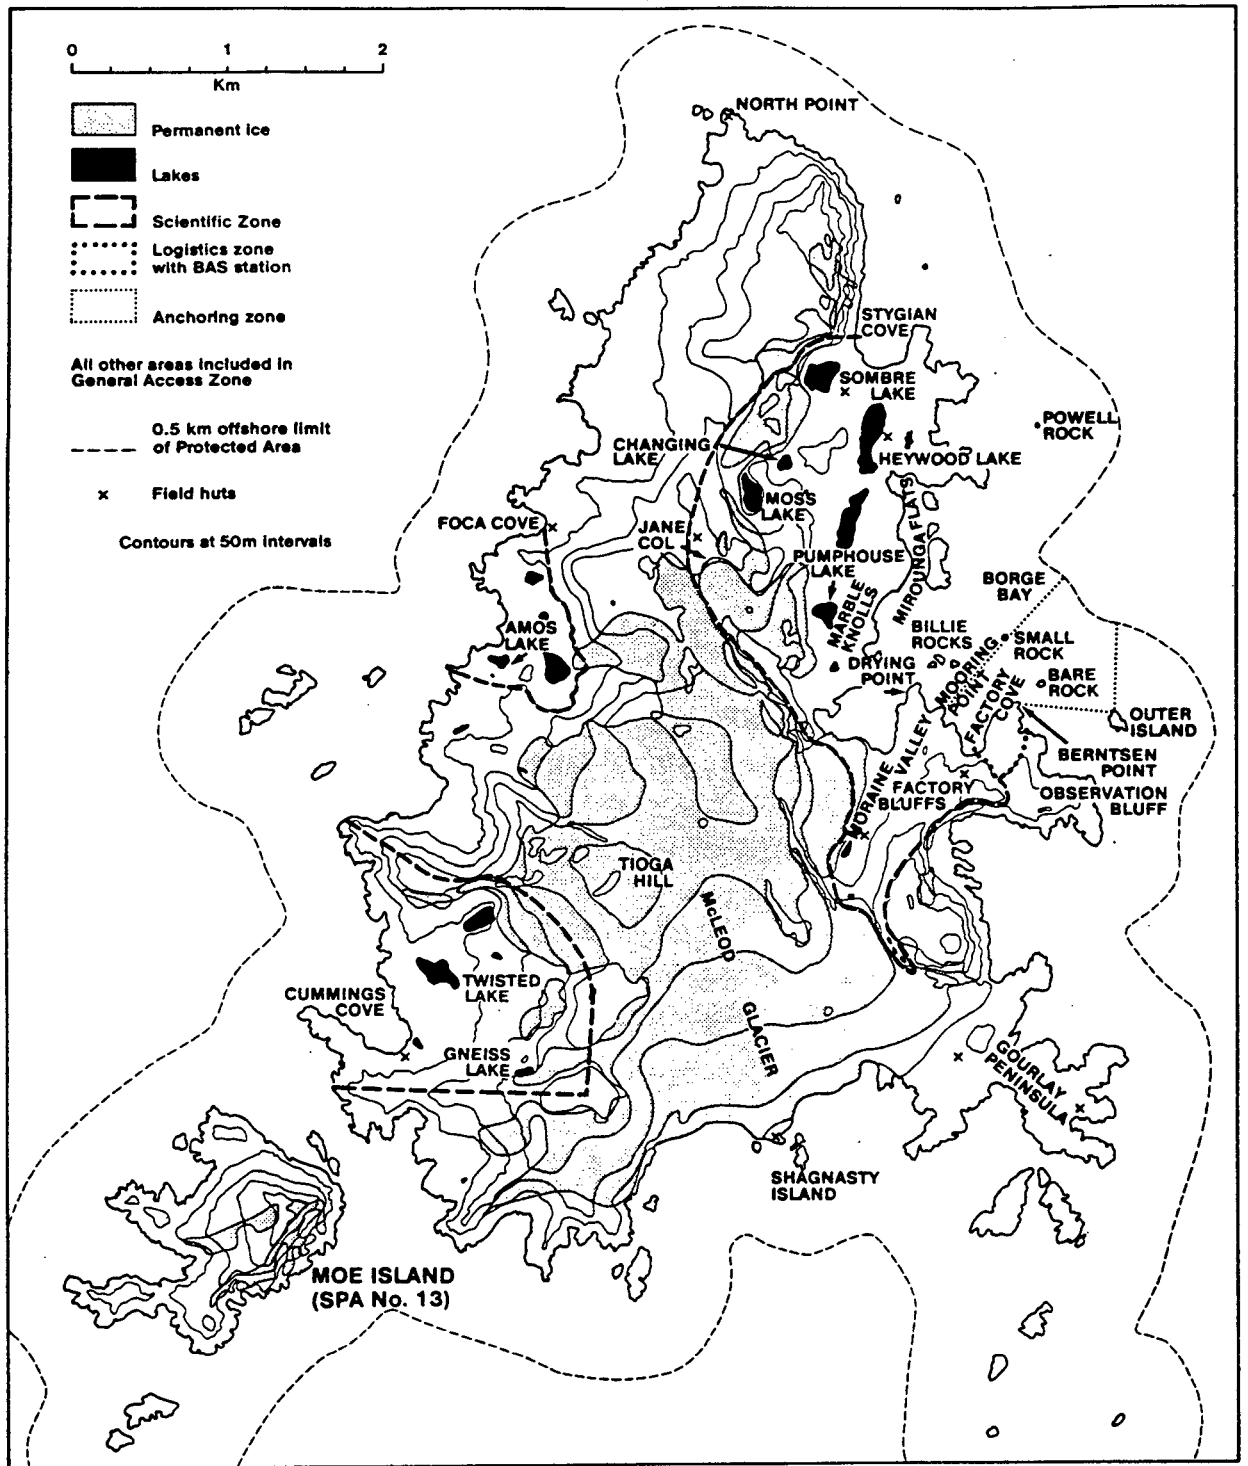 0 1 2
Km
Permanent ice
Lakes
Scientific Zone
Logistics zone
with BAS station
Anchoring zone
All other areas included in
General Access Zone
0.5 km offshore limit
of Protected Area
x Field huts
Contours at 50m intervals
NORTH POINT
STYGIAN
COVE
SOMBRE
LAKE
POWELL
ROCK
CHANGING
LAKE
HEYWOOD LAKE
MOSS
LAKE
FOCA COVE
JANE
COL
PUMPHOUSE
LAKE
MIROUNGA FLATS
MARBLE
KNOLLS
BORGE
BAY
AMOS
LAKE
BILLIE
ROCKS
SMALL
ROCK
DRYING
POINT
MOORING
POINT
FACTORY
COVE
BARE
ROCK
OUTER
ISLAND
BERNTSEN
POINT
MORAINE
VALLEY
FACTORY
BLUFFS
OBSERVATION
BLUFF
TIOGA
HILL
McLEOD
GLACIER
TWISTED
LAKE
CUMMINGS
COVE
GNEISS
LAKE
GOURLAY
PENINSULA
SHAGNASTY
ISLAND
MOE ISLAND
(SPA No. 13)